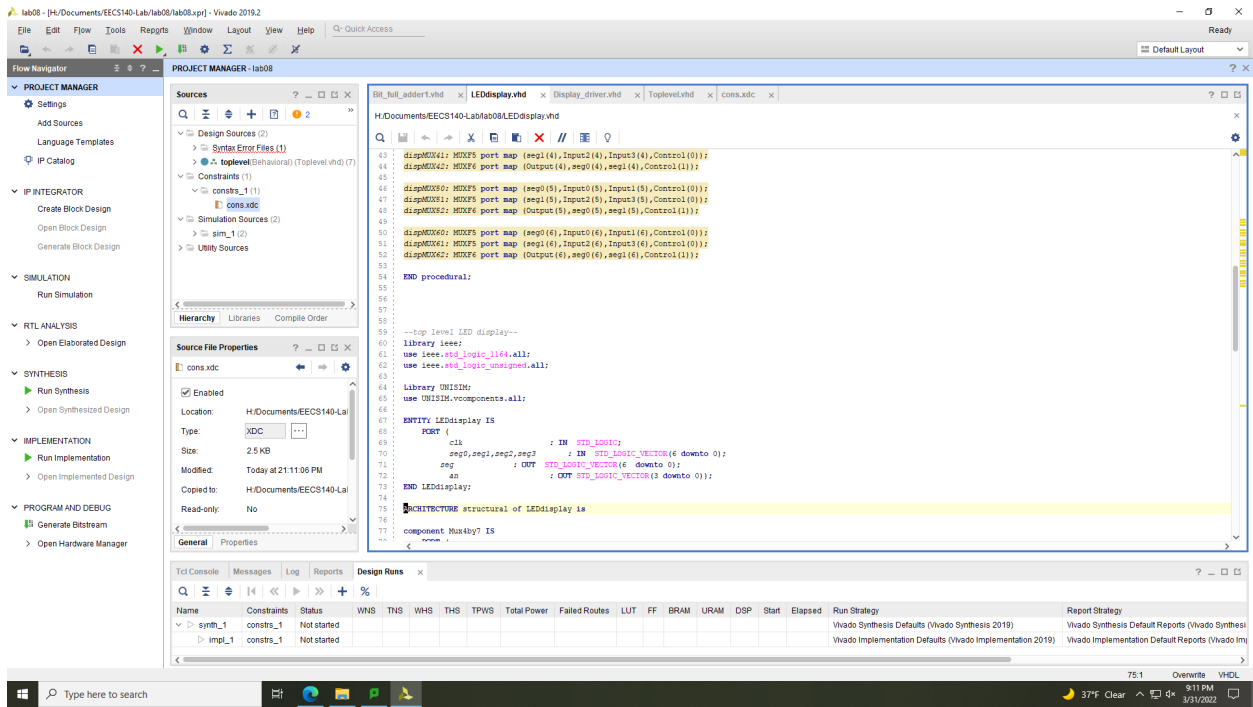 lab08 - [H:/Documents/EECS140-Lab/lab08/lab08.xpr] - Vivado 2019.2
File Edit Flow Tools Reports Window Layout View Help Q- Quick Access Ready
Default Layout
Flow Navigator PROJECT MANAGER - lab08
PROJECT MANAGER
Settings
Add Sources
Language Templates
IP Catalog
IP INTEGRATOR
Create Block Design
Open Block Design
Generate Block Design
SIMULATION
Run Simulation
RTL ANALYSIS
Open Elaborated Design
SYNTHESIS
Run Synthesis
Open Synthesized Design
IMPLEMENTATION
Run Implementation
Open Implemented Design
PROGRAM AND DEBUG
Generate Bitstream
Open Hardware Manager
Sources
2
Design Sources (2)
Syntax Error Files (1)
toplevel(Behavioral) (Toplevel.vhd) (7)
Constraints (1)
constrs_1 (1)
cons.xdc
Simulation Sources (2)
sim_1 (2)
Utility Sources
Hierarchy Libraries Compile Order
Source File Properties
cons.xdc
Enabled
Location: H:/Documents/EECS140-Lal
Type: XDC
Size: 2.5 KB
Modified: Today at 21:11:06 PM
Copied to: H:/Documents/EECS140-Lal
Read-only: No
General Properties
Bit_full_adder1.vhd LEDdisplay.vhd Display_driver.vhd Toplevel.vhd cons.xdc
H:/Documents/EECS140-Lab/lab08/LEDdisplay.vhd
43 dispMUX41: MUXF5 port map (seg1(4),Input2(4),Input3(4),Control(0));
44 dispMUX42: MUXF6 port map (Output(4),seg0(4),seg1(4),Control(1));
45
46 dispMUX50: MUXF5 port map (seg0(5),Input0(5),Input1(5),Control(0));
47 dispMUX51: MUXF5 port map (seg1(5),Input2(5),Input3(5),Control(0));
48 dispMUX52: MUXF6 port map (Output(5),seg0(5),seg1(5),Control(1));
49
50 dispMUX60: MUXF5 port map (seg0(6),Input0(6),Input1(6),Control(0));
51 dispMUX61: MUXF5 port map (seg1(6),Input2(6),Input3(6),Control(0));
52 dispMUX62: MUXF6 port map (Output(6),seg0(6),seg1(6),Control(1));
53
54 END procedural;
55
56
57
58
59 --top level LED display--
60 library ieee;
61 use ieee.std_logic_1164.all;
62 use ieee.std_logic_unsigned.all;
63
64 Library UNISIM;
65 use UNISIM.vcomponents.all;
66
67 ENTITY LEDdisplay IS
68 PORT (
69 clk : IN STD_LOGIC;
70 seg0,seg1,seg2,seg3 : IN STD_LOGIC_VECTOR(6 downto 0);
71 seg : OUT STD_LOGIC_VECTOR(6 downto 0);
72 an : OUT STD_LOGIC_VECTOR(3 downto 0));
73 END LEDdisplay;
74
75 ARCHITECTURE structural of LEDdisplay is
76
77 component Mux4by7 IS
Tcl Console Messages Log Reports Design Runs
Name Constraints Status WNS TNS WHS THS TPWS Total Power Failed Routes LUT FF BRAM URAM DSP Start Elapsed Run Strategy Report Strategy
synth_1 constrs_1 Not started Vivado Synthesis Defaults (Vivado Synthesis 2019) Vivado Synthesis Default Reports (Vivado Synthesi
impl_1 constrs_1 Not started Vivado Implementation Defaults (Vivado Implementation 2019) Vivado Implementation Default Reports (Vivado Im
75:1 Overwrite VHDL
Type here to search
37°F Clear
9:11 PM
3/31/2022